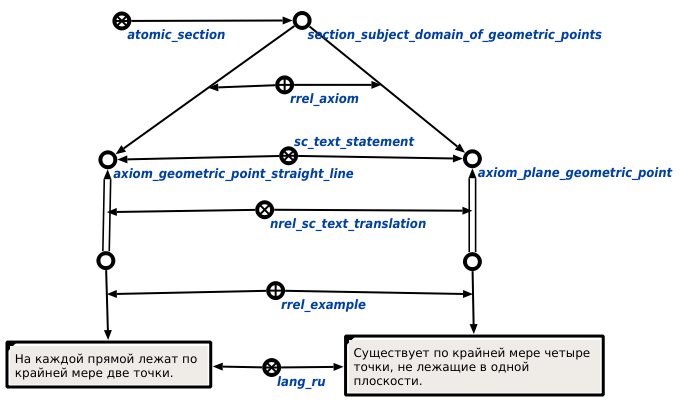 atomic_section
section_subject_domain_of_geometric_points
rrel_axiom
sc_text_statement
axiom_geometric_point_straight_line
axiom_plane_geometric_point
nrel_sc_text_translation
rrel_example
На каждой прямой лежат по
крайней мере две точки.
Существует по крайней мере четыре
точки, не лежащие в одной
плоскости.
lang_ru